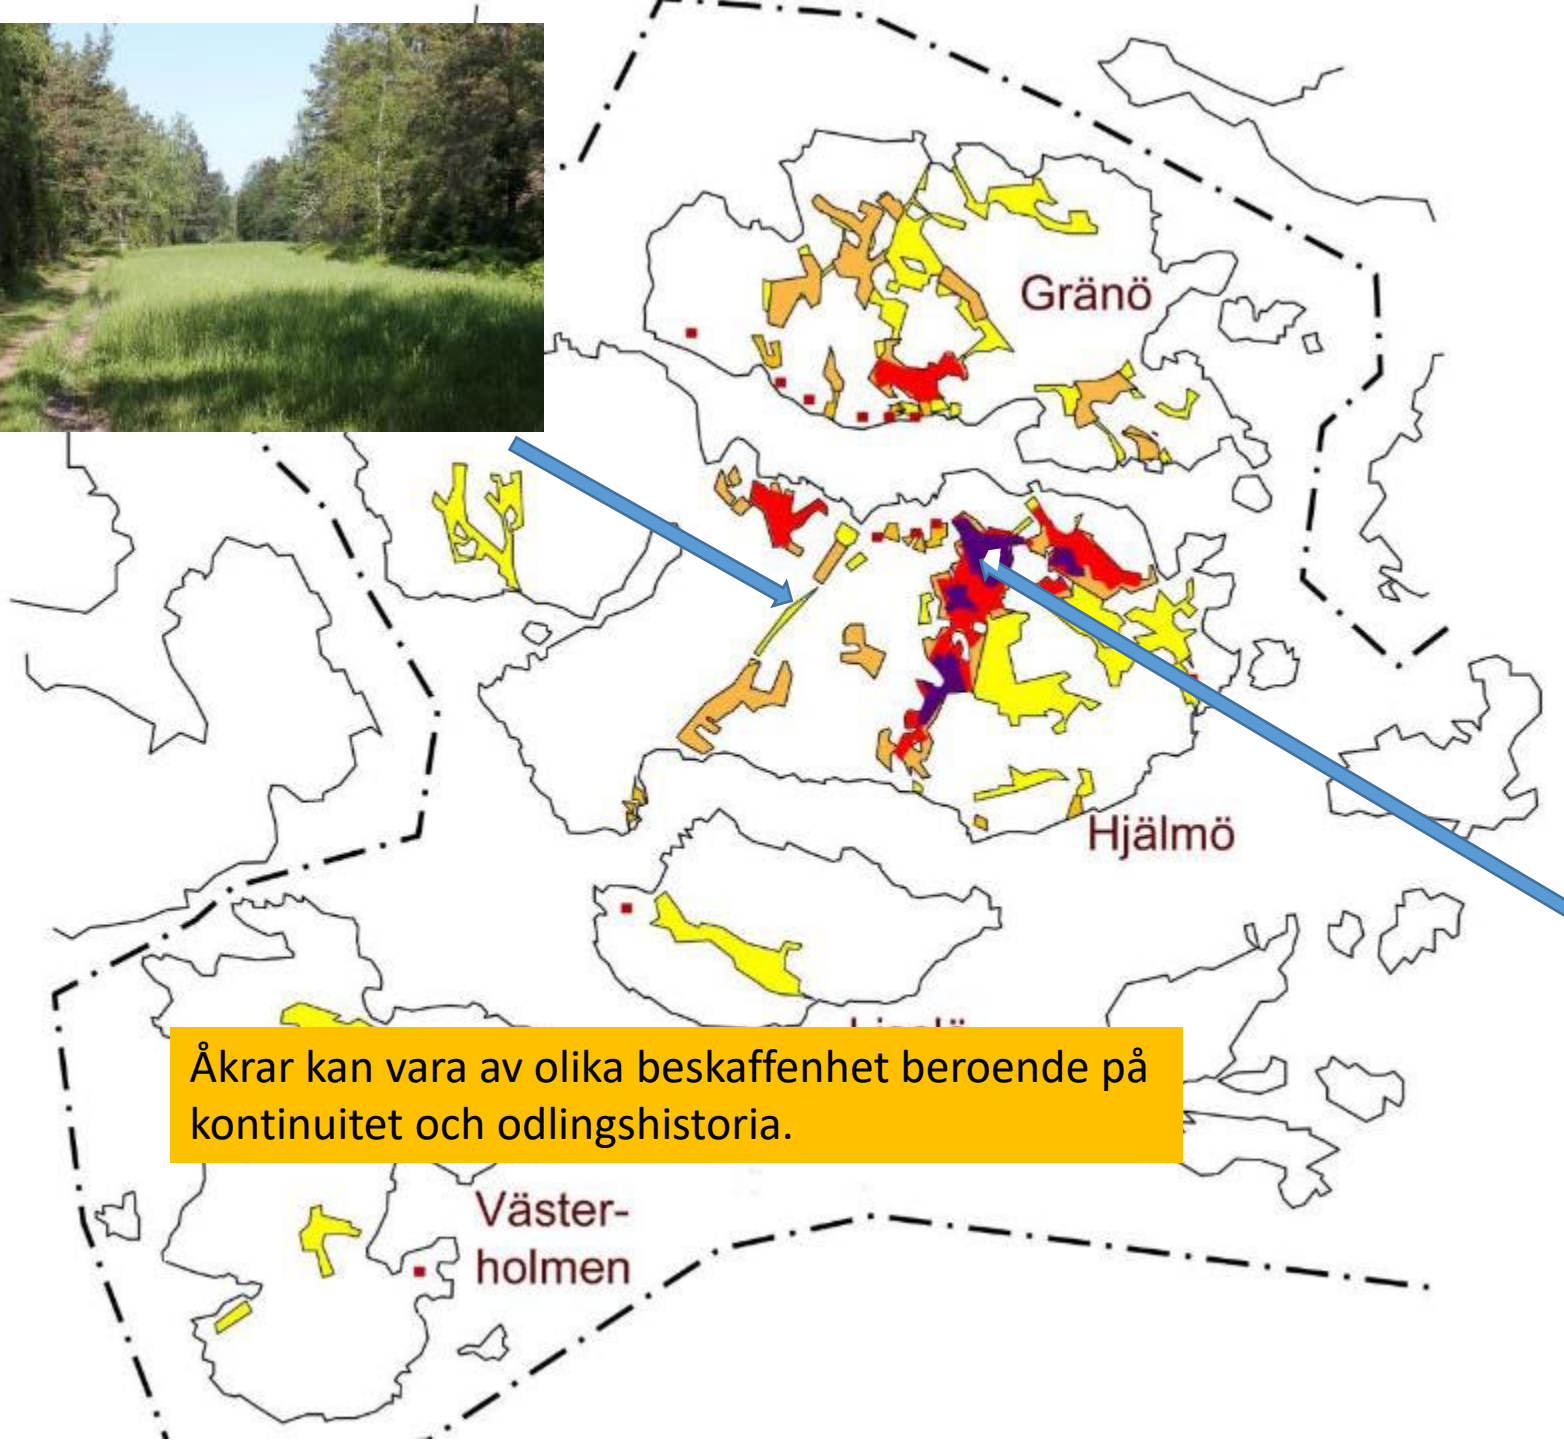 Gränö
Hjälmö
Åkrar kan vara av olika beskaffenhet beroende på
kontinuitet och odlingshistoria.
Väster-
holmen